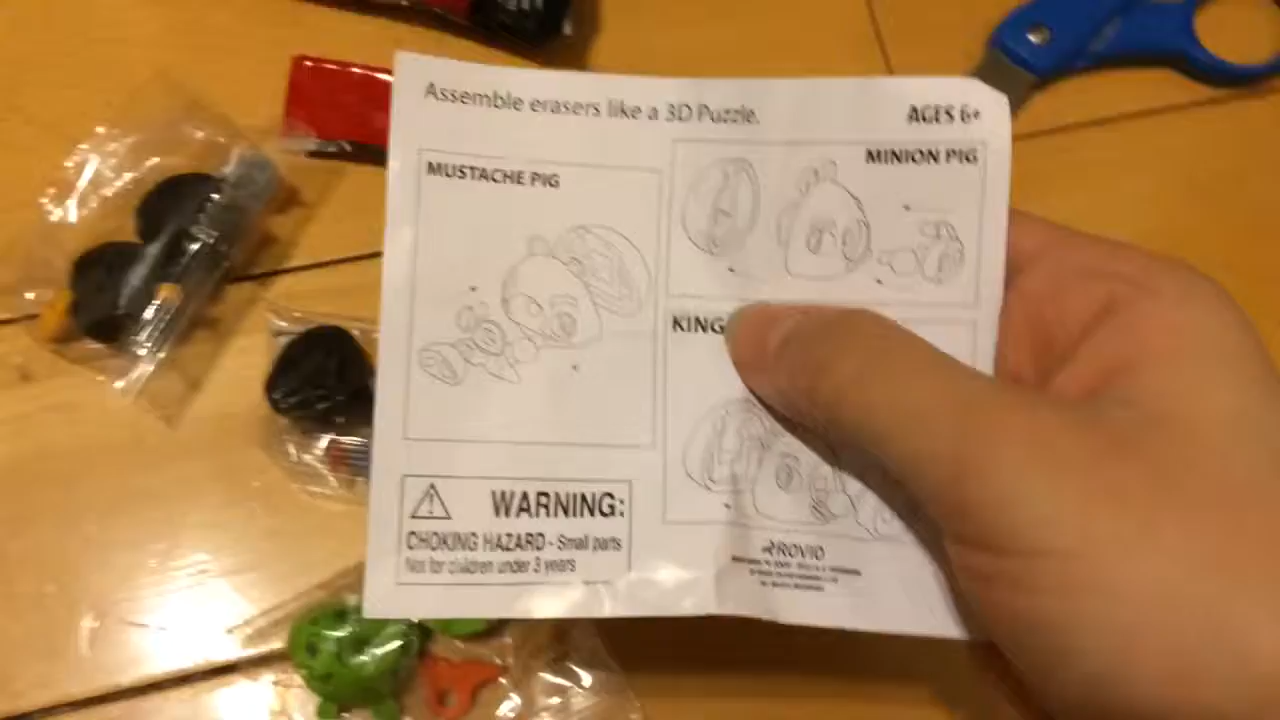 Assemble erasers like a 3D Puzzle.
AGES 6+
MUSTACHE PIG
MINION PIG
KING
WARNING:
CHOKING HAZARD - Small parts
Not for children under 3 years
ROVIO